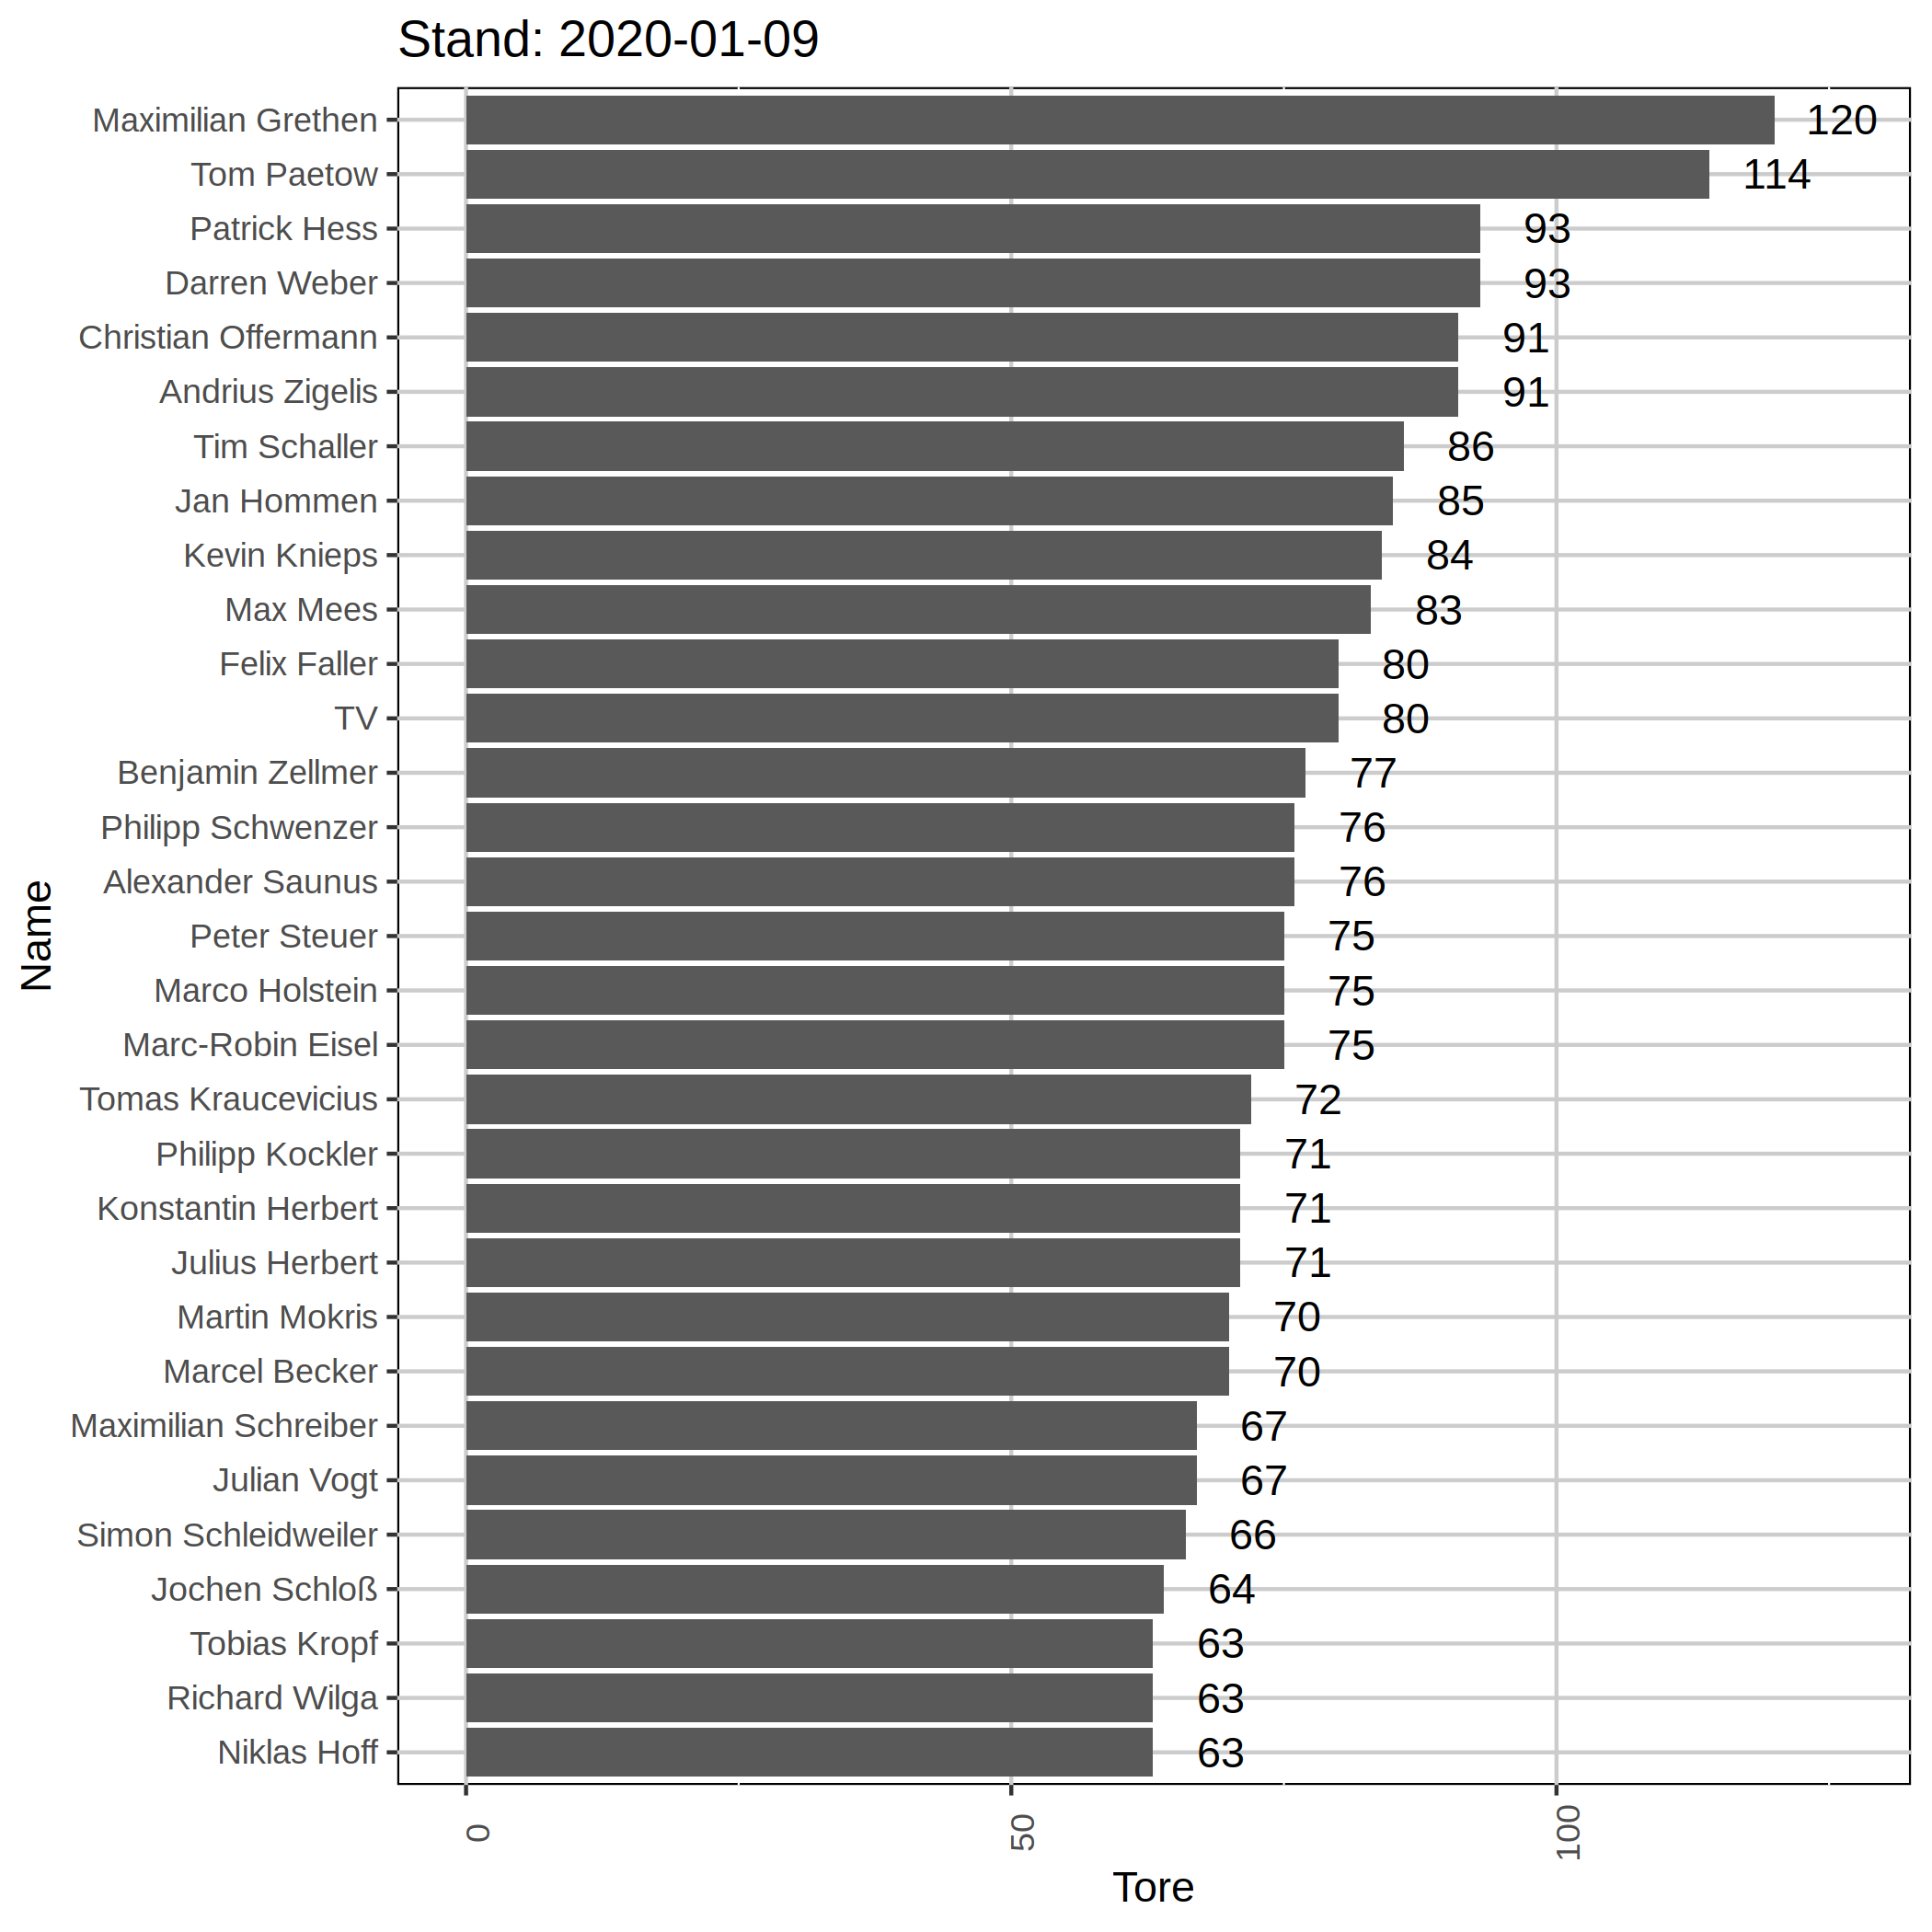 Stand: 2020-01-09
Name
Maximilian Grethen 120
Tom Paetow 114
Patrick Hess 93
Darren Weber 93
Christian Offermann 91
Andrius Zigelis 91
Tim Schaller 86
Jan Hommen 85
Kevin Knieps 84
Max Mees 83
Felix Faller 80
TV 80
Benjamin Zellmer 77
Philipp Schwenzer 76
Alexander Saunus 76
Peter Steuer 75
Marco Holstein 75
Marc-Robin Eisel 75
Tomas Kraucevicius 72
Philipp Kockler 71
Konstantin Herbert 71
Julius Herbert 71
Martin Mokris 70
Marcel Becker 70
Maximilian Schreiber 67
Julian Vogt 67
Simon Schleidweiler 66
Jochen Schloß 64
Tobias Kropf 63
Richard Wilga 63
Niklas Hoff 63
0 50 100
Tore